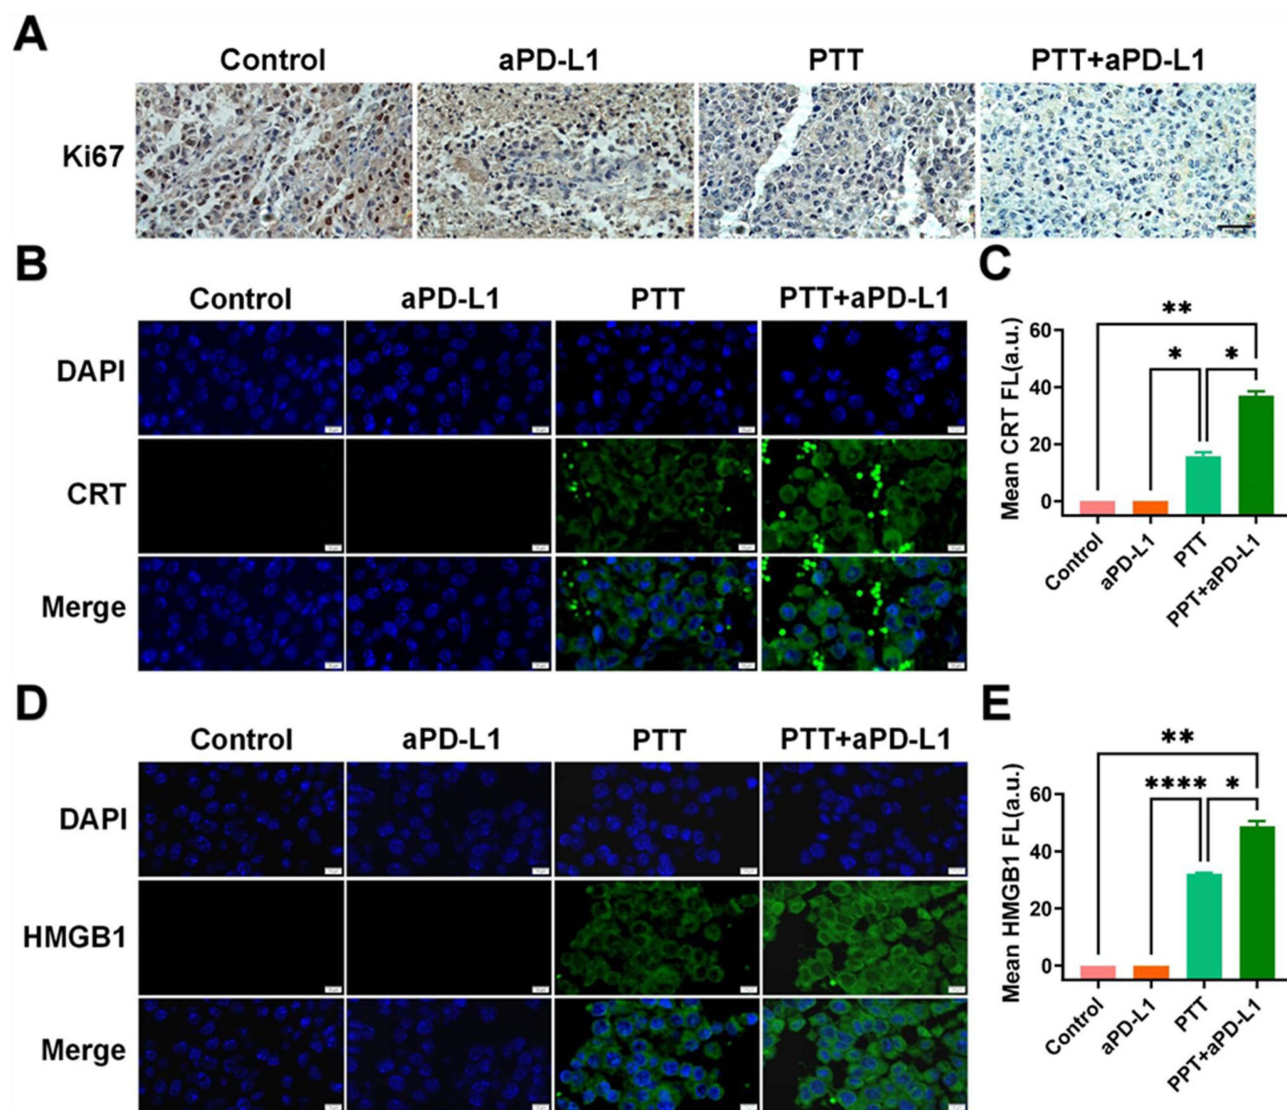 A
Control aPD-L1 PTT PTT+aPD-L1
Ki67
B
Control aPD-L1 PTT PTT+aPD-L1
DAPI
CRT
Merge
C
**
* *
60
40
20
0
Mean CRT FL(a.u.)
Control aPD-L1 PTT PPT+aPD-L1
D
Control aPD-L1 PTT PTT+aPD-L1
DAPI
HMGB1
Merge
E
**
**** *
60
40
20
0
Mean HMGB1 FL(a.u.)
Control aPD-L1 PTT PPT+aPD-L1